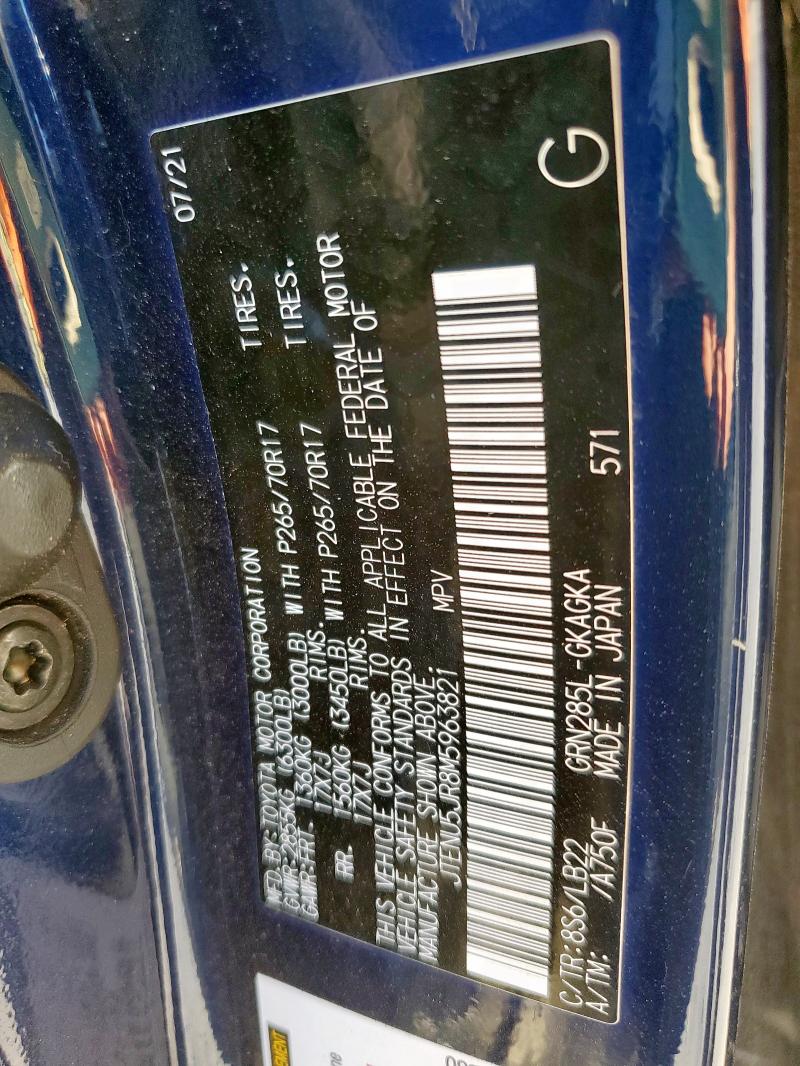 MFD. BY:TOYOTA MOTOR CORPORATION 07/21
GVWR:2855KG (6300LB)
GAWR:FRT. 1360KG (3000LB) WITH P265/70R17 TIRES.
17X7J RIMS.
RR. 1560KG (3450LB) WITH P265/70R17 TIRES.
17X7J RIMS.
THIS VEHICLE CONFORMS TO ALL APPLICABLE FEDERAL MOTOR
VEHICLE SAFETY STANDARDS IN EFFECT ON THE DATE OF
MANUFACTURE SHOWN ABOVE.
JTENU5JR8M5963821 MPV
C/TR:8S6/LB22 GRN285L-GKAGKA
A/TM: /A750F MADE IN JAPAN 571 G